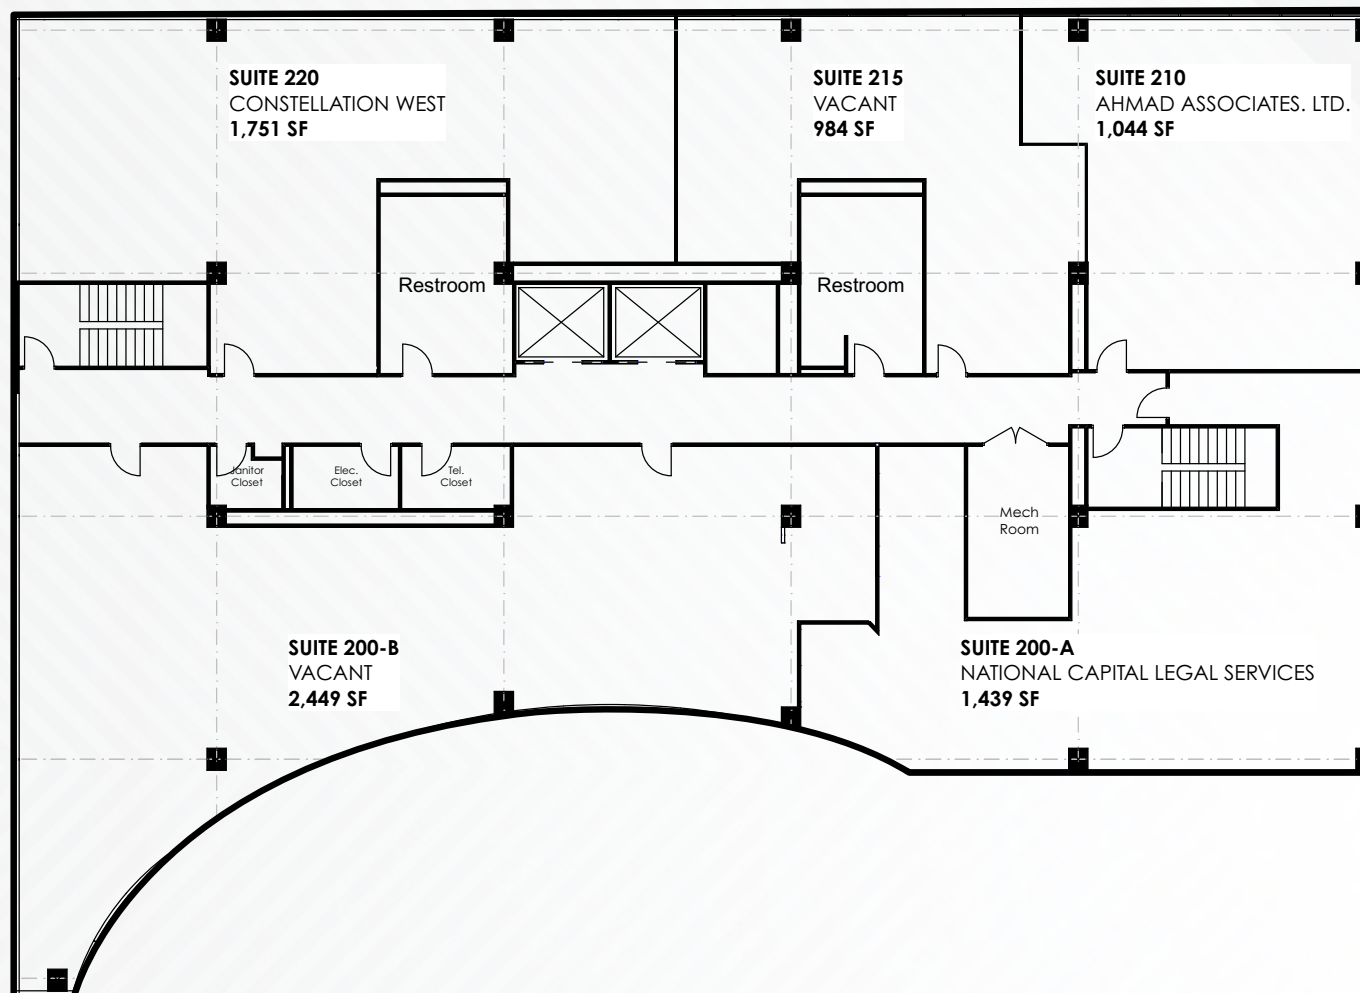 SUITE 220
CONSTELLATION WEST
1,751 SF
SUITE 215
VACANT
984 SF
SUITE 210
AHMAD ASSOCIATES. LTD.
1,044 SF
Restroom
Restroom
Janitor
Closet
Elec.
Closet
Tel.
Closet
Mech
Room
SUITE 200-B
VACANT
2,449 SF
SUITE 200-A
NATIONAL CAPITAL LEGAL SERVICES
1,439 SF